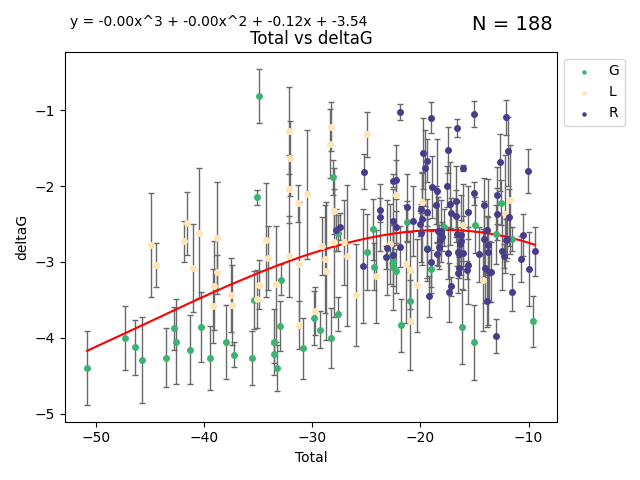 y = -0.00x^3 + -0.00x^2 + -0.12x + -3.54
N = 188
Total vs deltaG
G
L
R
deltaG
−1
−2
−3
−4
−5
−50
−40
−30
−20
−10
Total